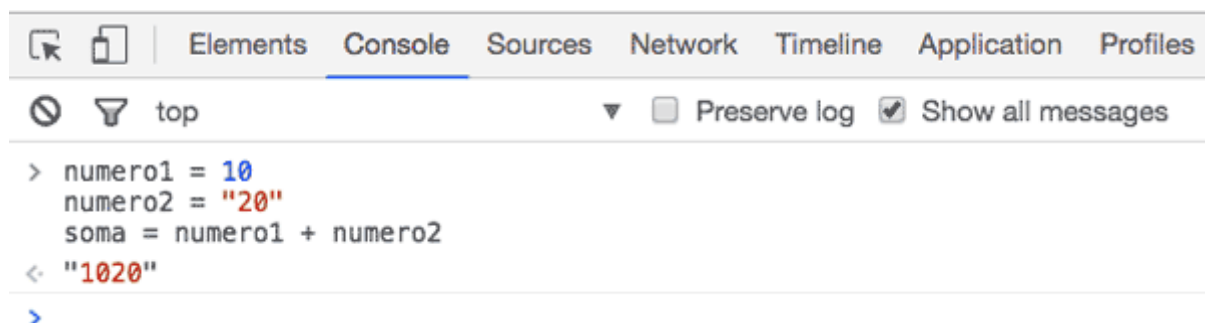 Elements Console Sources Network Timeline Application Profiles
top Preserve log Show all messages
> numero1 = 10
numero2 = "20"
soma = numero1 + numero2
"1020"
>